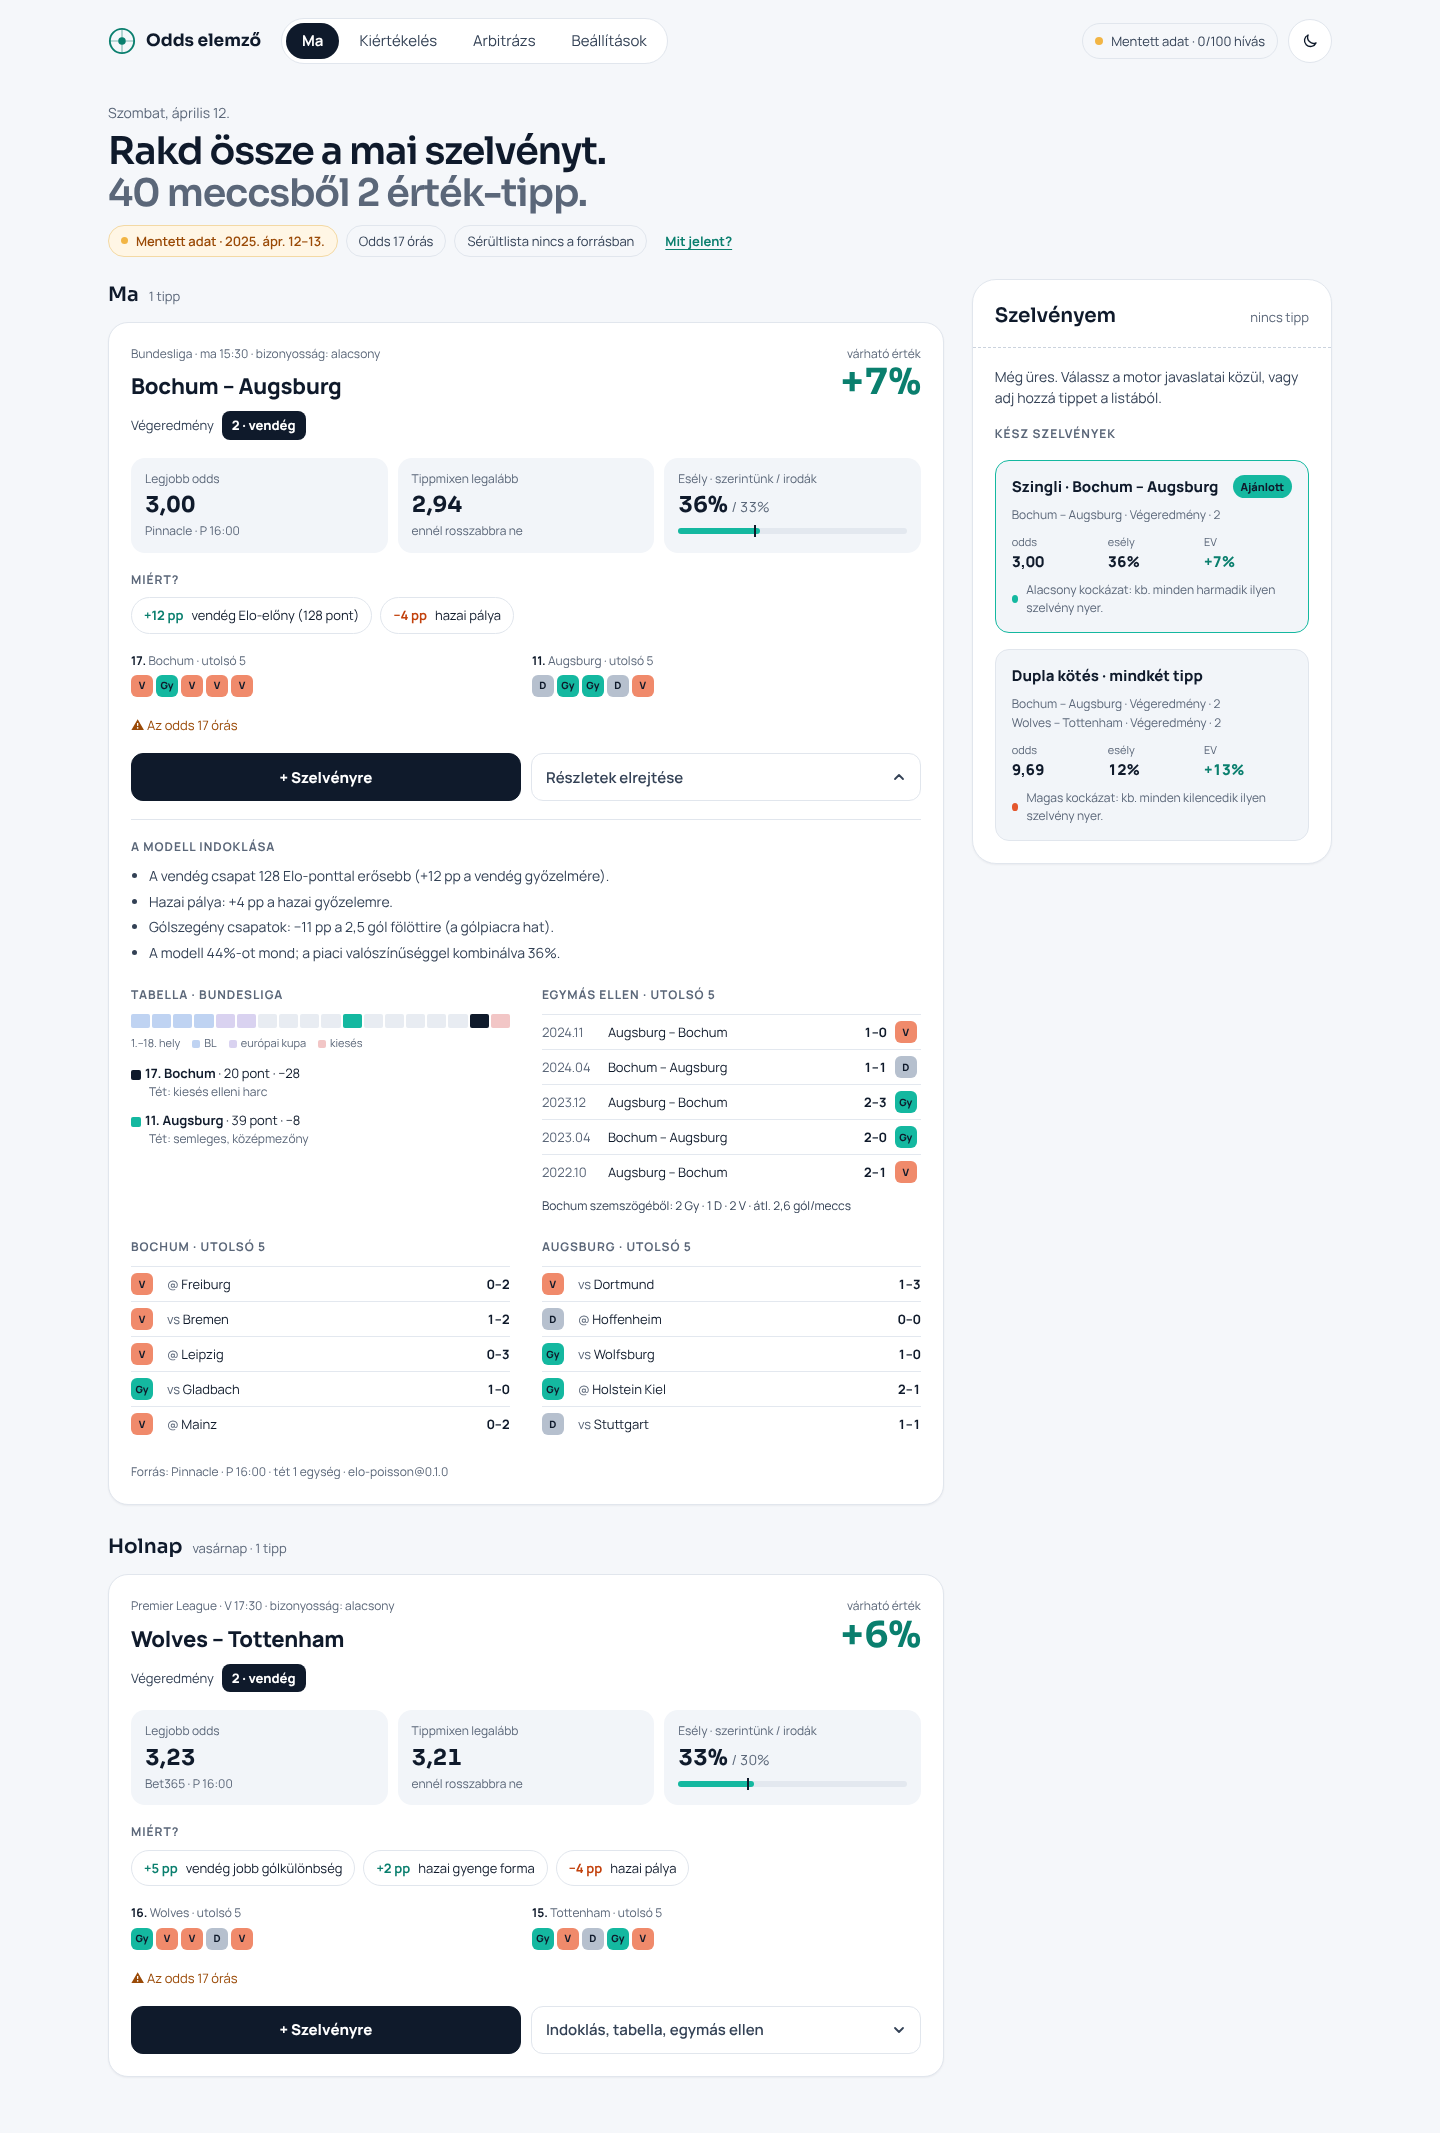 Odds elemző
Ma
Kiértékelés
Arbitrázs
Beállítások
Mentett adat · 0/100 hívás
Szombat, április 12.
Rakd össze a mai szelvényt.
40 meccsből 2 érték-tipp.
Mentett adat · 2025. ápr. 12–13.
Odds 17 órás
Sérültlista nincs a forrásban
Mit jelent?
Ma 1 tipp
Bundesliga · ma 15:30 · bizonyosság: alacsony
Bochum – Augsburg
várható érték
+7%
Végeredmény 2 · vendég
Legjobb odds
3,00
Pinnacle · P 16:00
Tippmixen legalább
2,94
ennél rosszabbra ne
Esély · szerintünk / irodák
36% / 33%
MIÉRT?
+12 pp vendég Elo-előny (128 pont)
−4 pp hazai pálya
17. Bochum · utolsó 5
V Gy V V V
11. Augsburg · utolsó 5
D Gy Gy D V
⚠ Az odds 17 órás
+ Szelvényre
Részletek elrejtése
A MODELL INDOKLÁSA
• A vendég csapat 128 Elo-ponttal erősebb (+12 pp a vendég győzelmére).
• Hazai pálya: +4 pp a hazai győzelemre.
• Gólszegény csapatok: −11 pp a 2,5 gól fölöttire (a gólpiacra hat).
• A modell 44%-ot mond; a piaci valószínűséggel kombinálva 36%.
TABELLA · BUNDESLIGA
1.–18. hely BL európai kupa kiesés
17. Bochum · 20 pont · −28
Tét: kiesés elleni harc
11. Augsburg · 39 pont · −8
Tét: semleges, középmezőny
EGYMÁS ELLEN · UTOLSÓ 5
2024.11 Augsburg – Bochum 1–0 V
2024.04 Bochum – Augsburg 1–1 D
2023.12 Augsburg – Bochum 2–3 Gy
2023.04 Bochum – Augsburg 2–0 Gy
2022.10 Augsburg – Bochum 2–1 V
Bochum szemszögéből: 2 Gy · 1 D · 2 V · átl. 2,6 gól/meccs
BOCHUM · UTOLSÓ 5
V @ Freiburg 0–2
V vs Bremen 1–2
V @ Leipzig 0–3
Gy vs Gladbach 1–0
V @ Mainz 0–2
AUGSBURG · UTOLSÓ 5
V vs Dortmund 1–3
D @ Hoffenheim 0–0
Gy vs Wolfsburg 1–0
Gy @ Holstein Kiel 2–1
D vs Stuttgart 1–1
Forrás: Pinnacle · P 16:00 · tét 1 egység · elo-poisson@0.1.0
Holnap vasárnap · 1 tipp
Premier League · V 17:30 · bizonyosság: alacsony
Wolves – Tottenham
várható érték
+6%
Végeredmény 2 · vendég
Legjobb odds
3,23
Bet365 · P 16:00
Tippmixen legalább
3,21
ennél rosszabbra ne
Esély · szerintünk / irodák
33% / 30%
MIÉRT?
+5 pp vendég jobb gólkülönbség
+2 pp hazai gyenge forma
−4 pp hazai pálya
16. Wolves · utolsó 5
Gy V V D V
15. Tottenham · utolsó 5
Gy V D Gy V
⚠ Az odds 17 órás
+ Szelvényre
Indoklás, tabella, egymás ellen
Szelvényem
nincs tipp
Még üres. Válassz a motor javaslatai közül, vagy
adj hozzá tippet a listából.
KÉSZ SZELVÉNYEK
Szingli · Bochum – Augsburg
Ajánlott
Bochum – Augsburg · Végeredmény · 2
odds esély EV
3,00 36% +7%
Alacsony kockázat: kb. minden harmadik ilyen
szelvény nyer.
Dupla kötés · mindkét tipp
Bochum – Augsburg · Végeredmény · 2
Wolves – Tottenham · Végeredmény · 2
odds esély EV
9,69 12% +13%
Magas kockázat: kb. minden kilencedik ilyen
szelvény nyer.